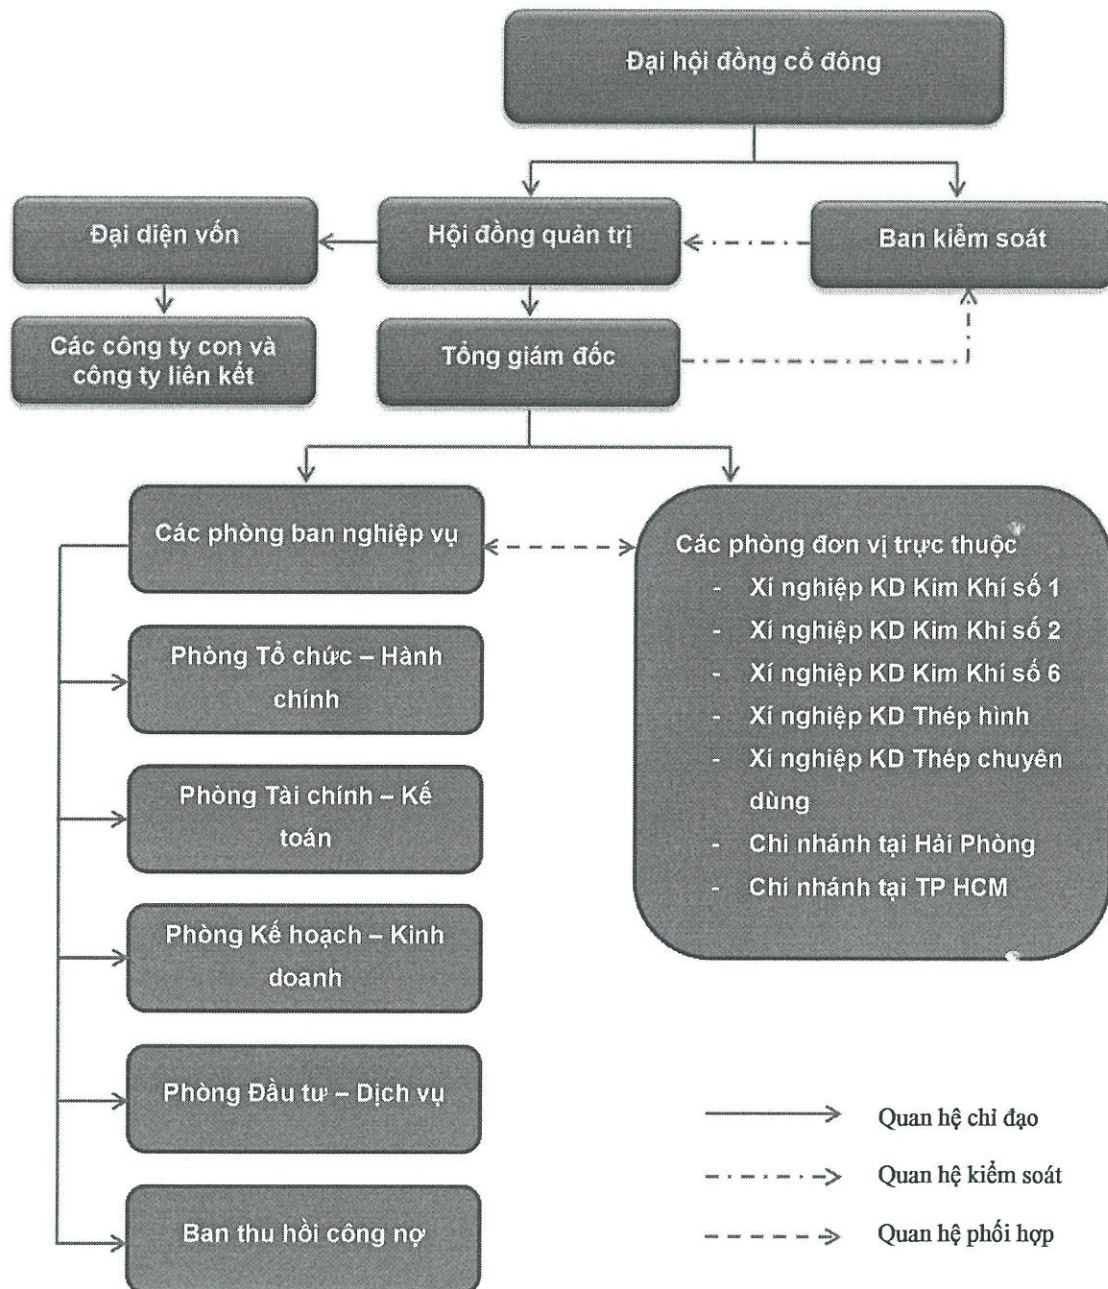 Đại hội đồng cổ đông
Đại diện vốn
Hội đồng quản trị
Ban kiểm soát
Các công ty con và
công ty liên kết
Tổng giám đốc
Các phòng ban nghiệp vụ
Phòng Tổ chức – Hành
chính
Phòng Tài chính – Kế
toán
Phòng Kế hoạch – Kinh
doanh
Phòng Đầu tư – Dịch vụ
Ban thu hồi công nợ
Các phòng đơn vị trực thuộc
- Xí nghiệp KD Kim Khí số 1
- Xí nghiệp KD Kim Khí số 2
- Xí nghiệp KD Kim Khí số 6
- Xí nghiệp KD Thép hình
- Xí nghiệp KD Thép chuyên
dùng
- Chi nhánh tại Hải Phòng
- Chi nhánh tại TP HCM
Quan hệ chỉ đạo
Quan hệ kiểm soát
Quan hệ phối hợp